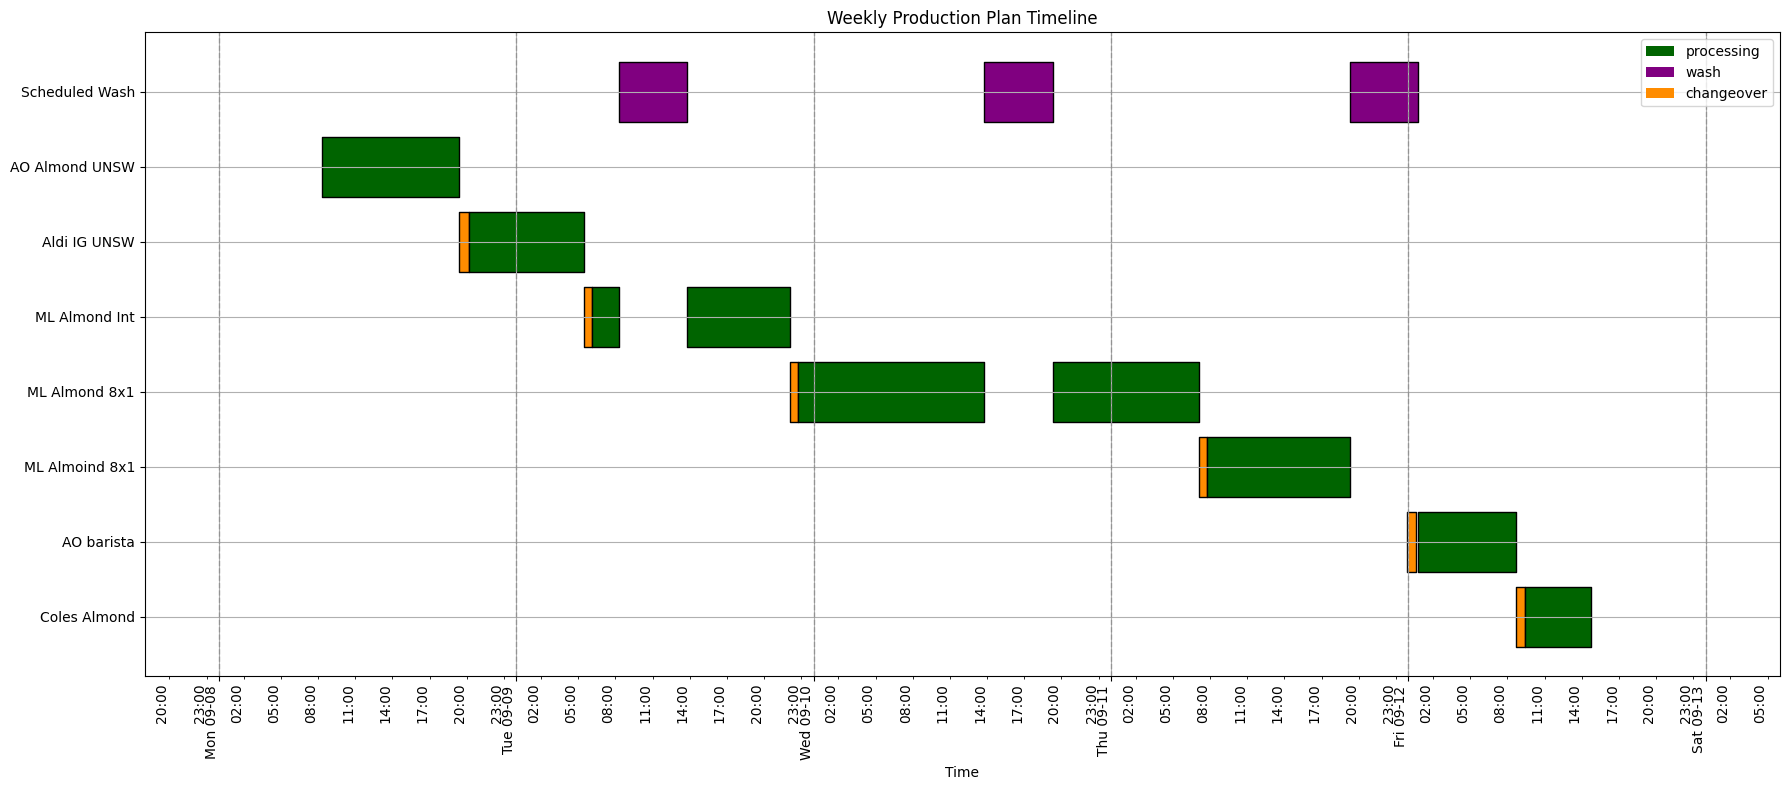 Weekly Production Plan Timeline
processing
wash
changeover
Scheduled Wash
AO Almond UNSW
Aldi IG UNSW
ML Almond Int
ML Almond 8x1
ML Almoind 8x1
AO barista
Coles Almond
20:00 23:00 02:00 05:00 08:00 11:00 14:00 17:00 20:00 23:00 02:00 05:00 08:00 11:00 14:00 17:00 20:00 23:00 02:00 05:00 08:00 11:00 14:00 17:00 20:00 23:00 02:00 05:00 08:00 11:00 14:00 17:00 20:00 23:00 02:00 05:00 08:00 11:00 14:00 17:00 20:00 23:00 02:00 05:00
Mon 09-08 Tue 09-09 Wed 09-10 Thu 09-11 Fri 09-12 Sat 09-13
Time